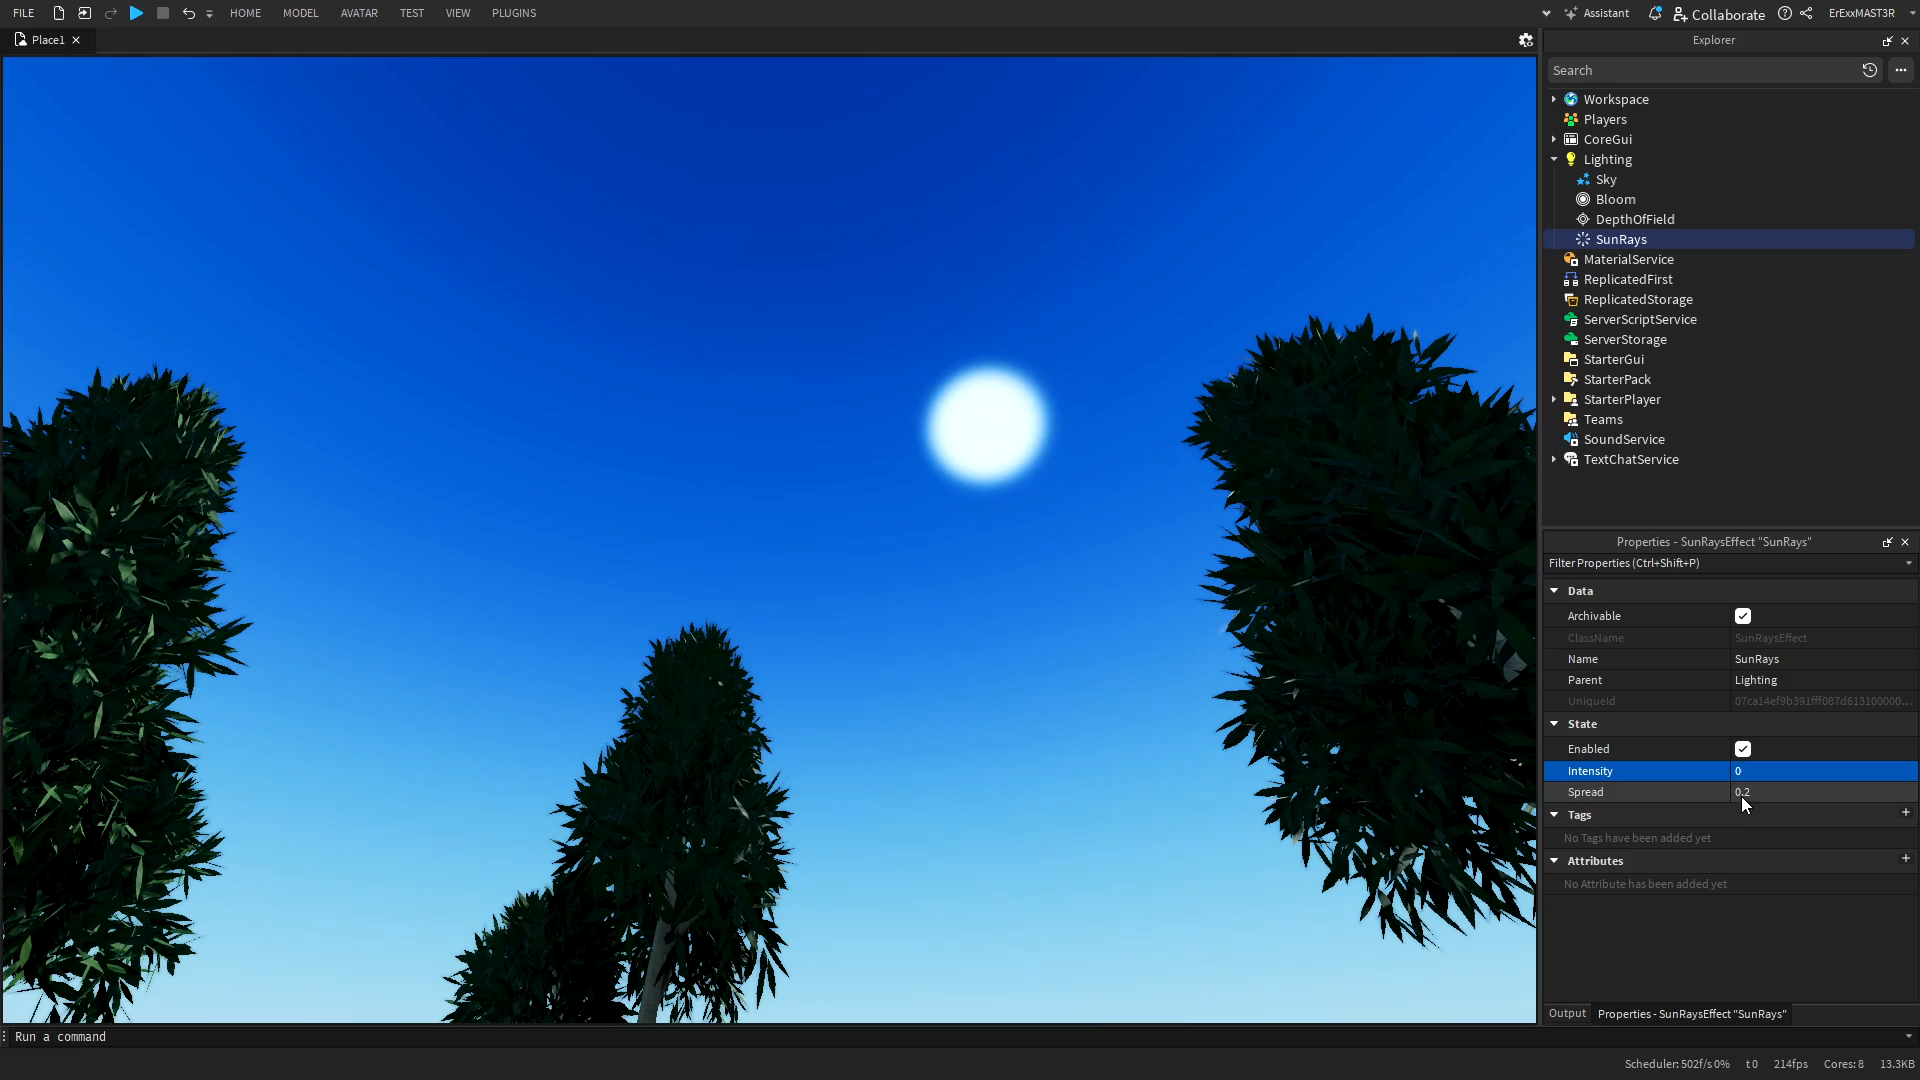 FILE
HOME
MODEL
AVATAR
TEST
VIEW
PLUGINS
Assistant
Collaborate
ErExxMAST3R
Place1
Explorer
Search
Workspace
Players
CoreGui
Lighting
Sky
Bloom
DepthOfField
SunRays
MaterialService
ReplicatedFirst
ReplicatedStorage
ServerScriptService
ServerStorage
StarterGui
StarterPack
StarterPlayer
Teams
SoundService
TextChatService
Properties - SunRaysEffect "SunRays"
Filter Properties (Ctrl+Shift+P)
Data
Archivable
ClassName SunRaysEffect
Name SunRays
Parent Lighting
UniqueId
State
Enabled
Intensity 0
Spread 0.2
Tags +
No Tags have been added yet
Attributes +
No Attribute has been added yet
Output Properties - SunRaysEffect "SunRays"
Run a command
Scheduler: 502f/s 0% t 0 214fps Cores: 8 13.3KB